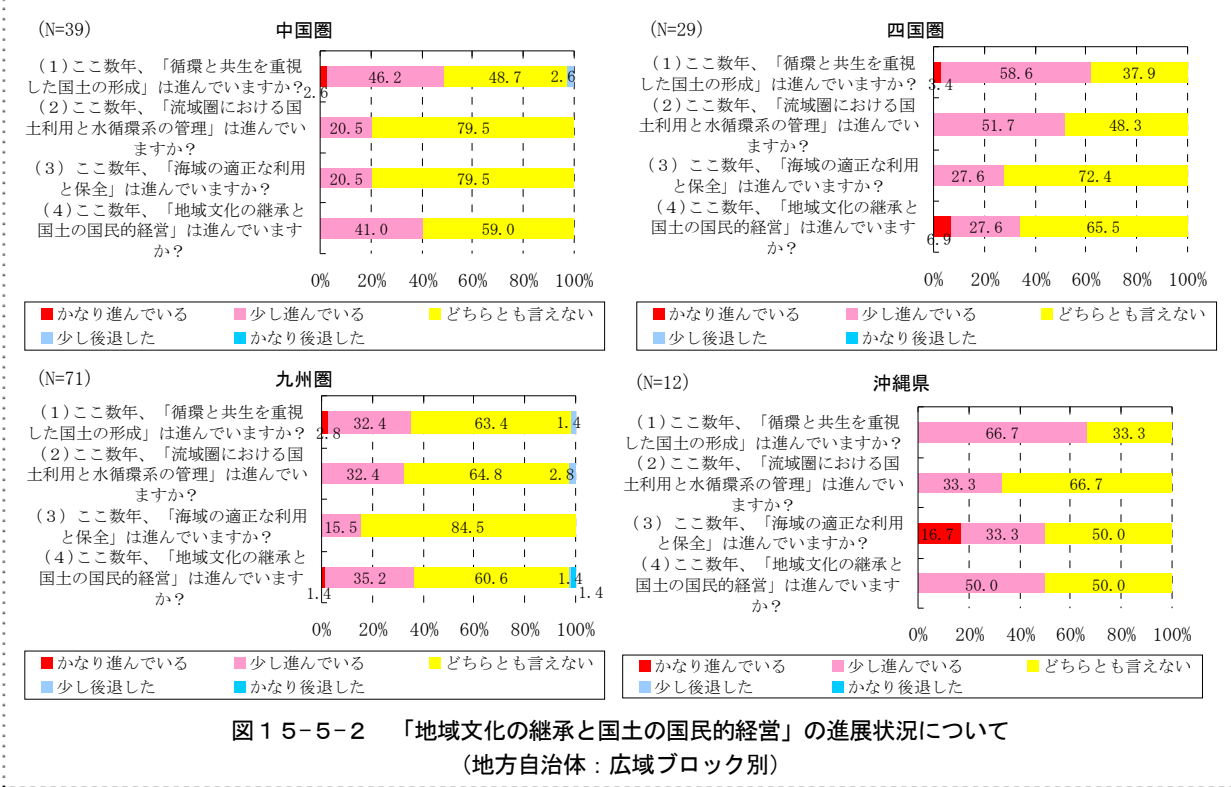 (N=39)
中国圏
(1)ここ数年、「循環と共生を重視
した国土の形成」は進んでいますか?
(2)ここ数年、「流域圏における国
土利用と水循環系の管理」は進んでい
ますか?
(3) ここ数年、「海域の適正な利用
と保全」は進んでいますか?
(4)ここ数年、「地域文化の継承と
国土の国民的経営」は進んでいます
か?
2.6 46.2 48.7 2.6
20.5 79.5
20.5 79.5
41.0 59.0
0% 20% 40% 60% 80% 100%
かなり進んでいる 少し進んでいる どちらとも言えない
少し後退した かなり後退した
(N=29)
四国圏
(1)ここ数年、「循環と共生を重視
した国土の形成」は進んでいますか?
(2)ここ数年、「流域圏における国
土利用と水循環系の管理」は進んでい
ますか?
(3) ここ数年、「海域の適正な利用
と保全」は進んでいますか?
(4)ここ数年、「地域文化の継承と
国土の国民的経営」は進んでいます
か?
3.4 58.6 37.9
51.7 48.3
27.6 72.4
6.9 27.6 65.5
0% 20% 40% 60% 80% 100%
かなり進んでいる 少し進んでいる どちらとも言えない
少し後退した かなり後退した
(N=71)
九州圏
(1)ここ数年、「循環と共生を重視
した国土の形成」は進んでいますか?
(2)ここ数年、「流域圏における国
土利用と水循環系の管理」は進んでい
ますか?
(3) ここ数年、「海域の適正な利用
と保全」は進んでいますか?
(4)ここ数年、「地域文化の継承と
国土の国民的経営」は進んでいます
か?
2.8 32.4 63.4 1.4
32.4 64.8 2.8
15.5 84.5
1.4 35.2 60.6 1.4 1.4
0% 20% 40% 60% 80% 100%
かなり進んでいる 少し進んでいる どちらとも言えない
少し後退した かなり後退した
(N=12)
沖縄県
(1)ここ数年、「循環と共生を重視
した国土の形成」は進んでいますか?
(2)ここ数年、「流域圏における国
土利用と水循環系の管理」は進んでい
ますか?
(3) ここ数年、「海域の適正な利用
と保全」は進んでいますか?
(4)ここ数年、「地域文化の継承と
国土の国民的経営」は進んでいます
か?
66.7 33.3
33.3 66.7
16.7 33.3 50.0
50.0 50.0
0% 20% 40% 60% 80% 100%
かなり進んでいる 少し進んでいる どちらとも言えない
少し後退した かなり後退した
図15-5-2 「地域文化の継承と国土の国民的経営」の進展状況について
(地方自治体:広域ブロック別)